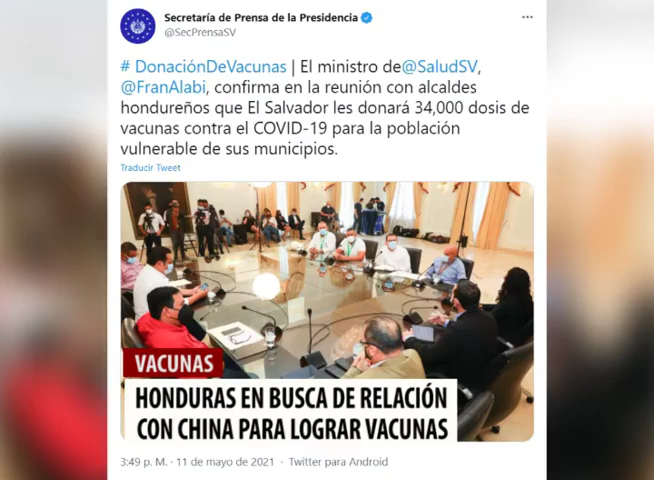 Secretaría de Prensa de la Presidencia
@SecPrensaSV
# DonaciónDeVacunas | El ministro de@SaludSV,
@FranAlabi, confirma en la reunión con alcaldes
hondureños que El Salvador les donará 34,000 dosis de
vacunas contra el COVID-19 para la población
vulnerable de sus municipios.
Traducir Tweet
VACUNAS
HONDURAS EN BUSCA DE RELACIÓN
CON CHINA PARA LOGRAR VACUNAS
3:49 p. M. · 11 de mayo de 2021 · Twitter para Android